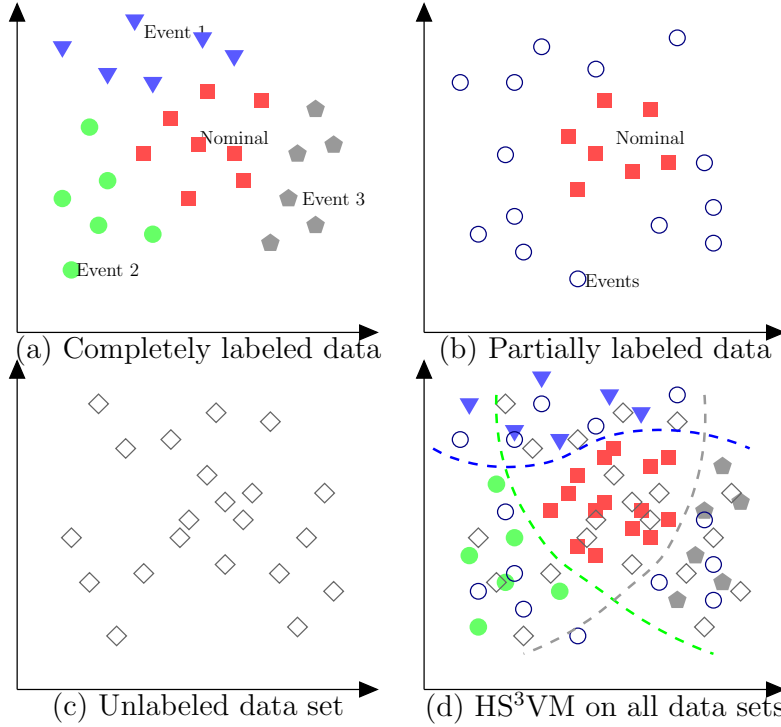 Event 1
Nominal
Event 3
Event 2
(a) Completely labeled data
Nominal
Events
(b) Partially labeled data
(c) Unlabeled data set
(d) HS³VM on all data sets